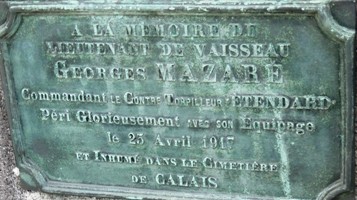 A LA MÉMOIRE DU
LIEUTENANT DE VAISSEAU
GEORGES MAZARE
COMMANDANT LE CONTRE TORPILLEUR L'ÉTENDARD
PÉRI GLORIEUSEMENT AVEC SON ÉQUIPAGE
le 25 Avril 1917
ET INHUMÉ DANS LE CIMETIÈRE
DE CALAIS